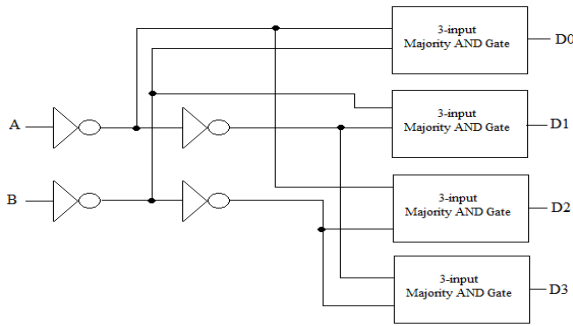 3-input
Majority AND Gate
D0
3-input
Majority AND Gate
D1
A
3-input
Majority AND Gate
D2
B
3-input
Majority AND Gate
D3